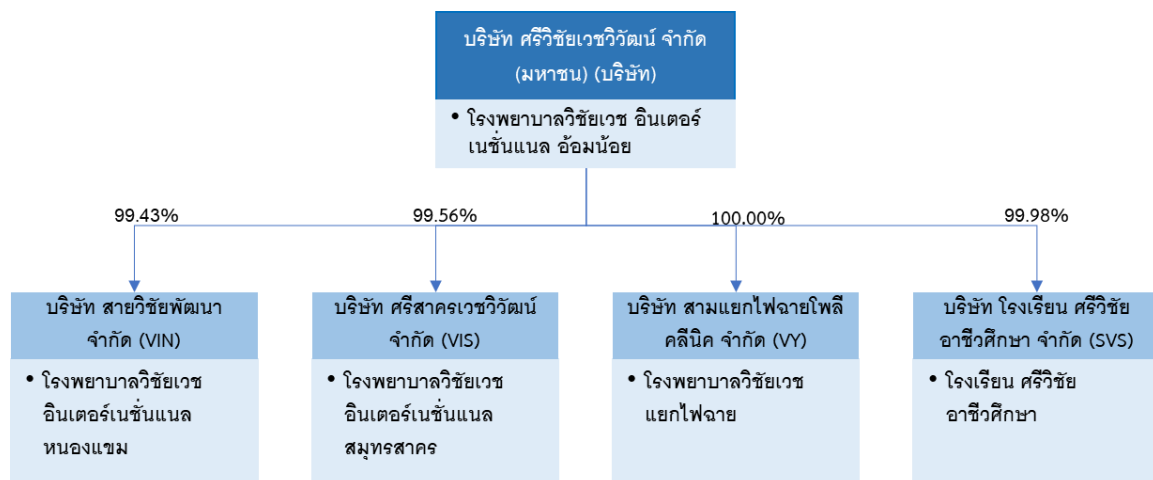 บริษัท ศรีวิชัยเวชวิวัฒน์ จำกัด
(มหาชน) (บริษัท)
• โรงพยาบาลวิชัยเวช อินเตอร์
เนชั่นแนล อ้อมน้อย
99.43%
99.56%
100.00%
99.98%
บริษัท สายวิชัยพัฒนา
จำกัด (VIN)
• โรงพยาบาลวิชัยเวช
อินเตอร์เนชั่นแนล
หนองแขม
บริษัท ศรีสาครเวชวิวัฒน์
จำกัด (VIS)
• โรงพยาบาลวิชัยเวช
อินเตอร์เนชั่นแนล
สมุทรสาคร
บริษัท สามแยกไฟฉายโพลี
คลีนิค จำกัด (VY)
• โรงพยาบาลวิชัยเวช
แยกไฟฉาย
บริษัท โรงเรียน ศรีวิชัย
อาชีวศึกษา จำกัด (SVS)
• โรงเรียน ศรีวิชัย
อาชีวศึกษา